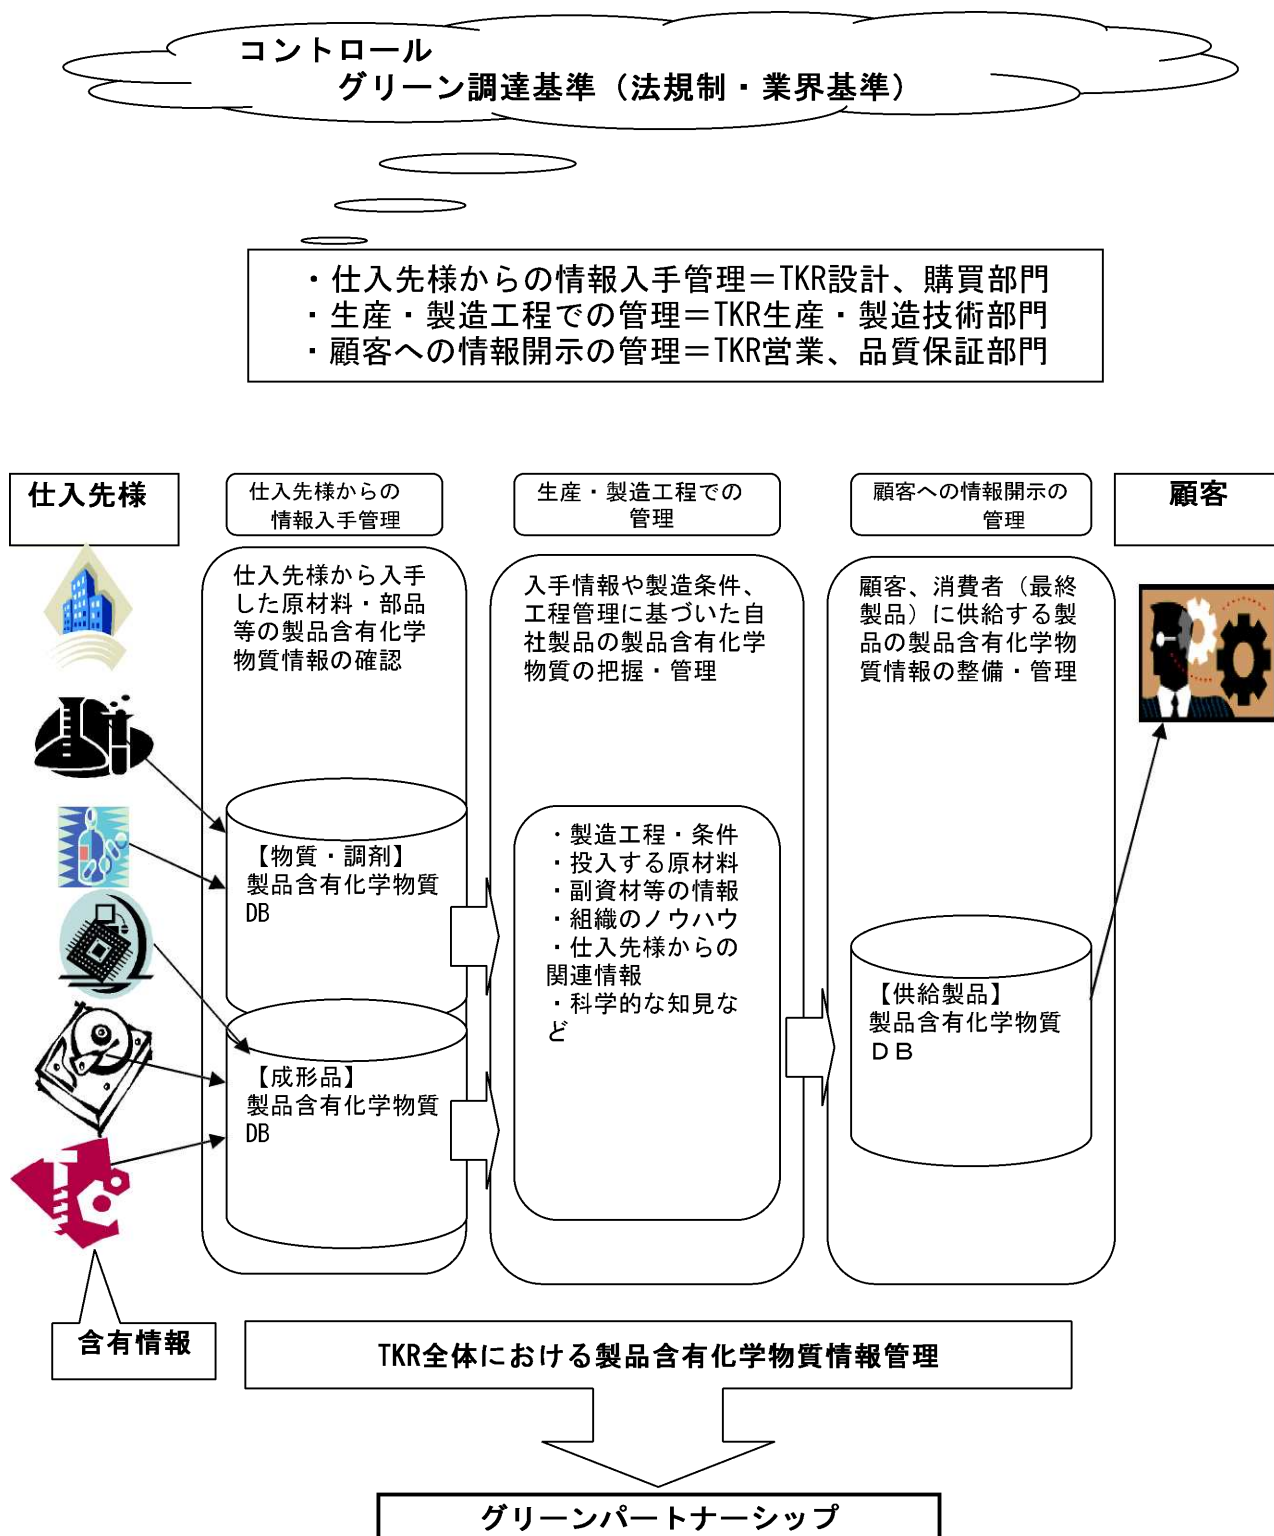 コントロール
グリーン調達基準（法規制・業界基準）
・仕入先様からの情報入手管理＝TKR設計、購買部門
・生産・製造工程での管理＝TKR生産・製造技術部門
・顧客への情報開示の管理＝TKR営業、品質保証部門
仕入先様
仕入先様からの
情報入手管理
生産・製造工程での
管理
顧客への情報開示の
管理
顧客
仕入先様から入手
した原材料・部品
等の製品含有化学
物質情報の確認
入手情報や製造条件、
工程管理に基づいた自
社製品の製品含有化学
物質の把握・管理
顧客、消費者（最終
製品）に供給する製
品の製品含有化学物
質情報の整備・管理
【物質・調剤】
製品含有化学物質
DB
【成形品】
製品含有化学物質
DB
・製造工程・条件
・投入する原材料
・副資材等の情報
・組織のノウハウ
・仕入先様からの
関連情報
・科学的な知見な
ど
【供給製品】
製品含有化学物質
ＤＢ
含有情報
TKR全体における製品含有化学物質情報管理
グリーンパートナーシップ